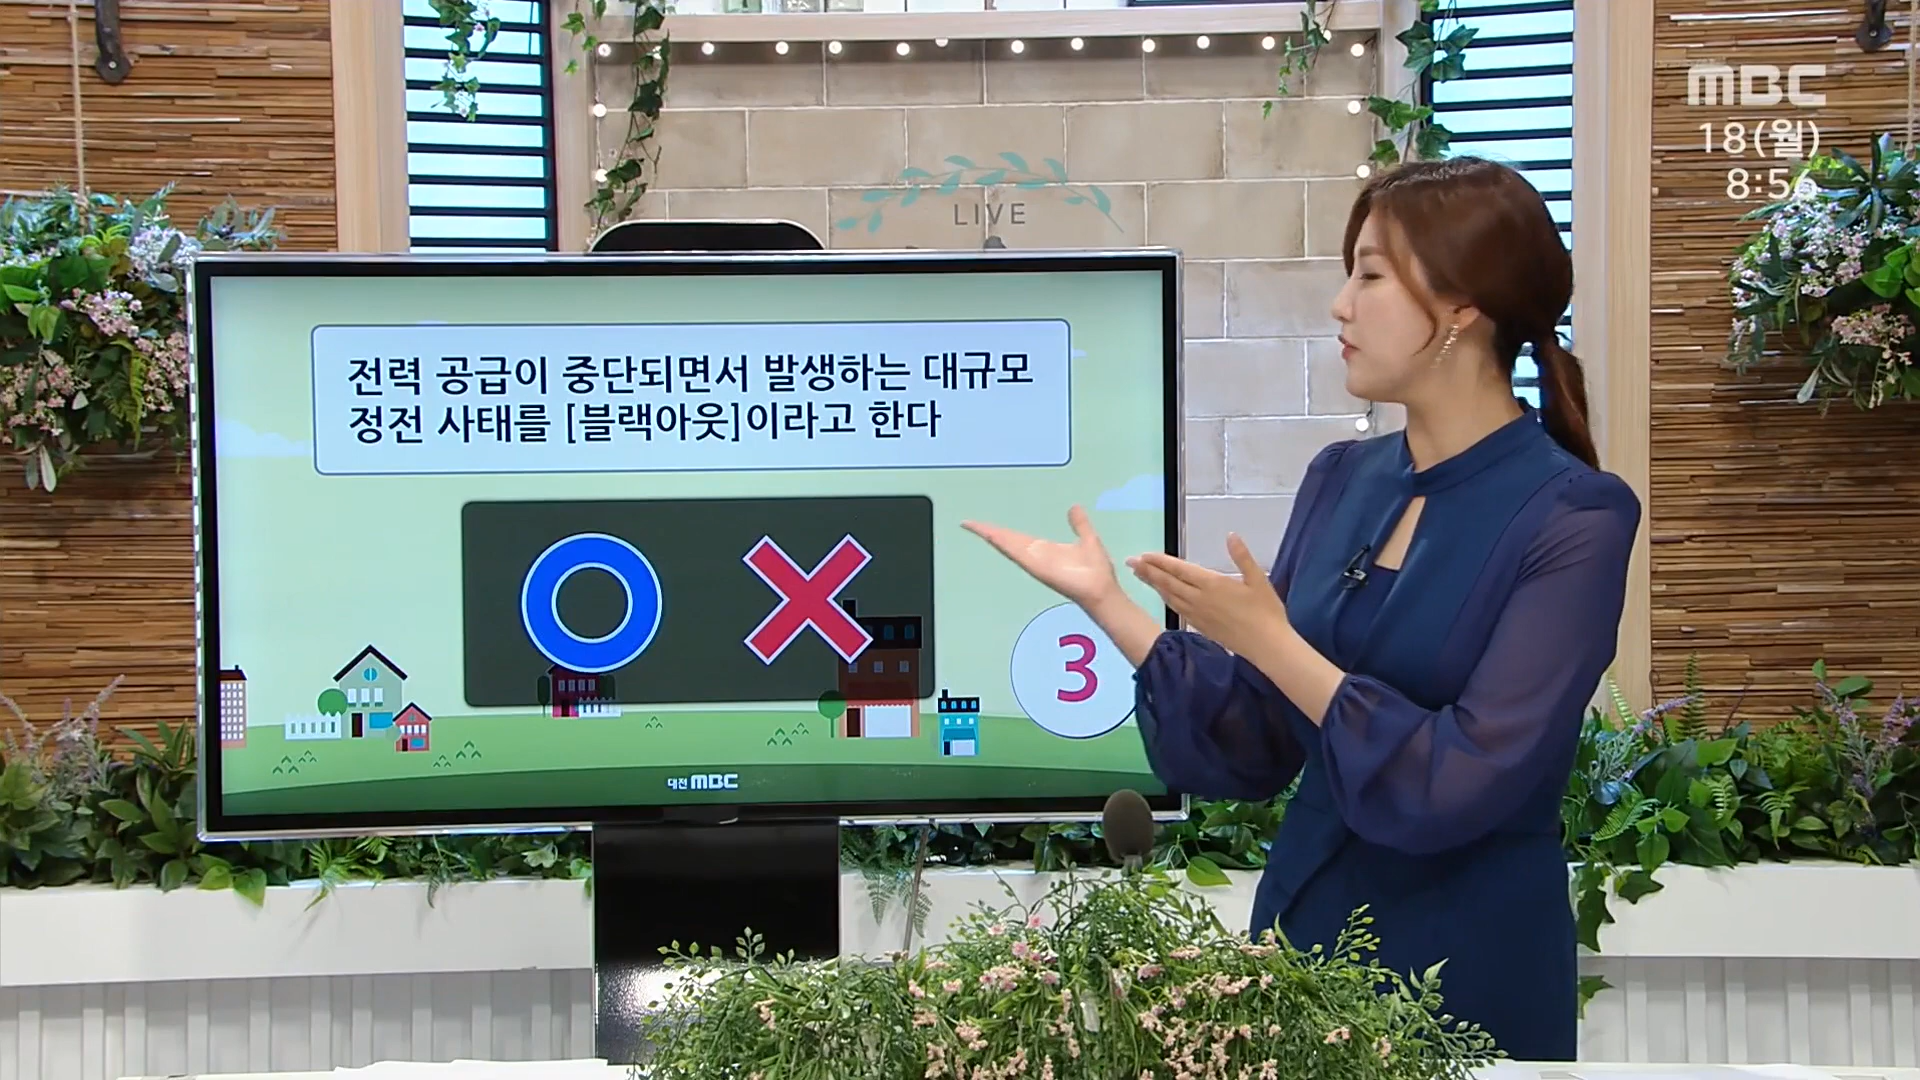 MBC
18(월)
8:56
LIVE
전력 공급이 중단되면서 발생하는 대규모
정전 사태를 [블랙아웃]이라고 한다
3
대전 MBC